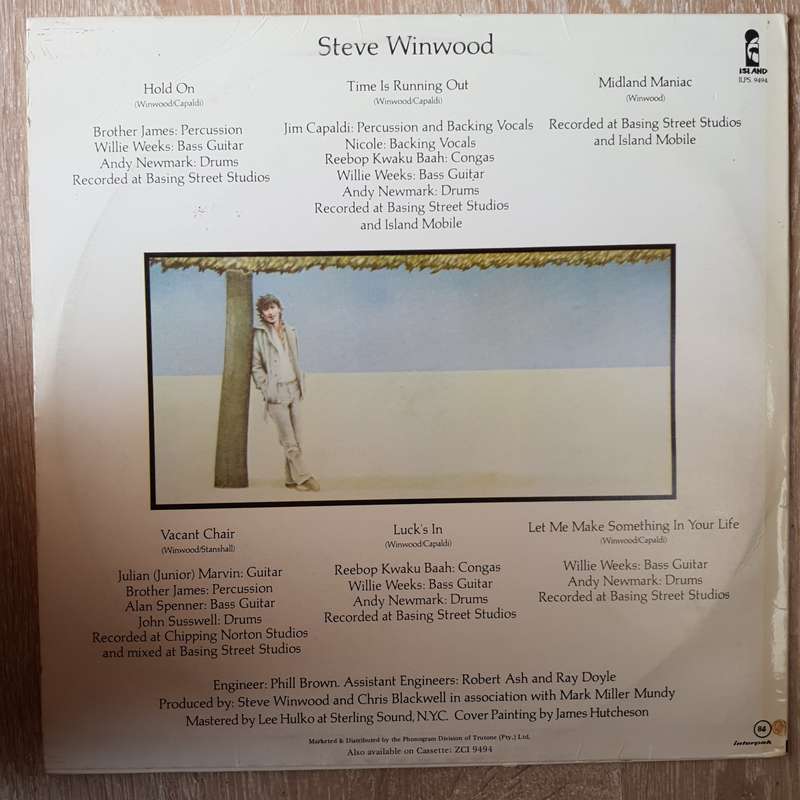 Steve Winwood
ISLAND
ILPS. 9494
Hold On
(Winwood/Capaldi)
Brother James: Percussion
Willie Weeks: Bass Guitar
Andy Newmark: Drums
Recorded at Basing Street Studios
Time Is Running Out
(Winwood/Capaldi)
Jim Capaldi: Percussion and Backing Vocals
Nicole: Backing Vocals
Reebop Kwaku Baah: Congas
Willie Weeks: Bass Guitar
Andy Newmark: Drums
Recorded at Basing Street Studios
and Island Mobile
Midland Maniac
(Winwood)
Recorded at Basing Street Studios
and Island Mobile
Vacant Chair
(Winwood/Stanshall)
Julian (Junior) Marvin: Guitar
Brother James: Percussion
Alan Spenner: Bass Guitar
John Susswell: Drums
Recorded at Chipping Norton Studios
and mixed at Basing Street Studios
Luck's In
(Winwood/Capaldi)
Reebop Kwaku Baah: Congas
Willie Weeks: Bass Guitar
Andy Newmark: Drums
Recorded at Basing Street Studios
Let Me Make Something In Your Life
(Winwood/Capaldi)
Willie Weeks: Bass Guitar
Andy Newmark: Drums
Recorded at Basing Street Studios
Engineer: Phill Brown. Assistant Engineers: Robert Ash and Ray Doyle
Produced by: Steve Winwood and Chris Blackwell in association with Mark Miller Mundy
Mastered by Lee Hulko at Sterling Sound, N.Y.C. Cover Painting by James Hutcheson
Marketed & Distributed by the Phonogram Division of Trutone (Pty.) Ltd.
Also available on Cassette: ZCI 9494
84
interpak